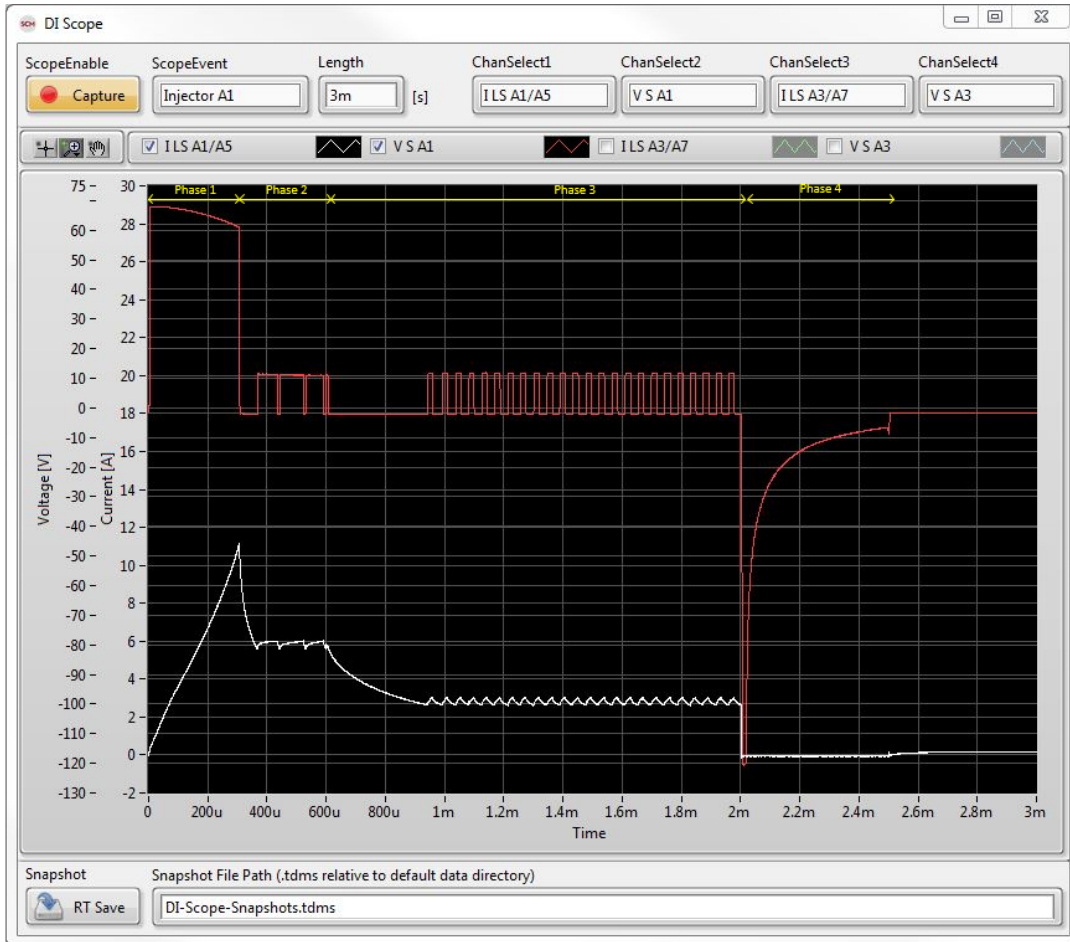 SCM DI Scope
ScopeEnable ScopeEvent Length ChanSelect1 ChanSelect2 ChanSelect3 ChanSelect4
Capture Injector A1 3m [s] I LS A1/A5 V S A1 I LS A3/A7 V S A3
I LS A1/A5 V S A1 I LS A3/A7 V S A3
Phase 1 Phase 2 Phase 3 Phase 4
75 - 30 -
-
60 - 28 -
50 - 26 -
40 -
30 - 24 -
20 - 22 -
10 - 20 -
0 - 18 -
-10 - 16 -
-20 -
-30 - 14 -
-40 - 12 -
-50 - 10 -
-60 -
-70 - 8 -
-80 - 6 -
-90 - 4 -
-100 -
-110 - 2 -
-120 - 0 -
-130 - -2 -
Voltage [V]
Current [A]
0 200u 400u 600u 800u 1m 1.2m 1.4m 1.6m 1.8m 2m 2.2m 2.4m 2.6m 2.8m 3m
Time
Snapshot Snapshot File Path (.tdms relative to default data directory)
RT Save DI-Scope-Snapshots.tdms